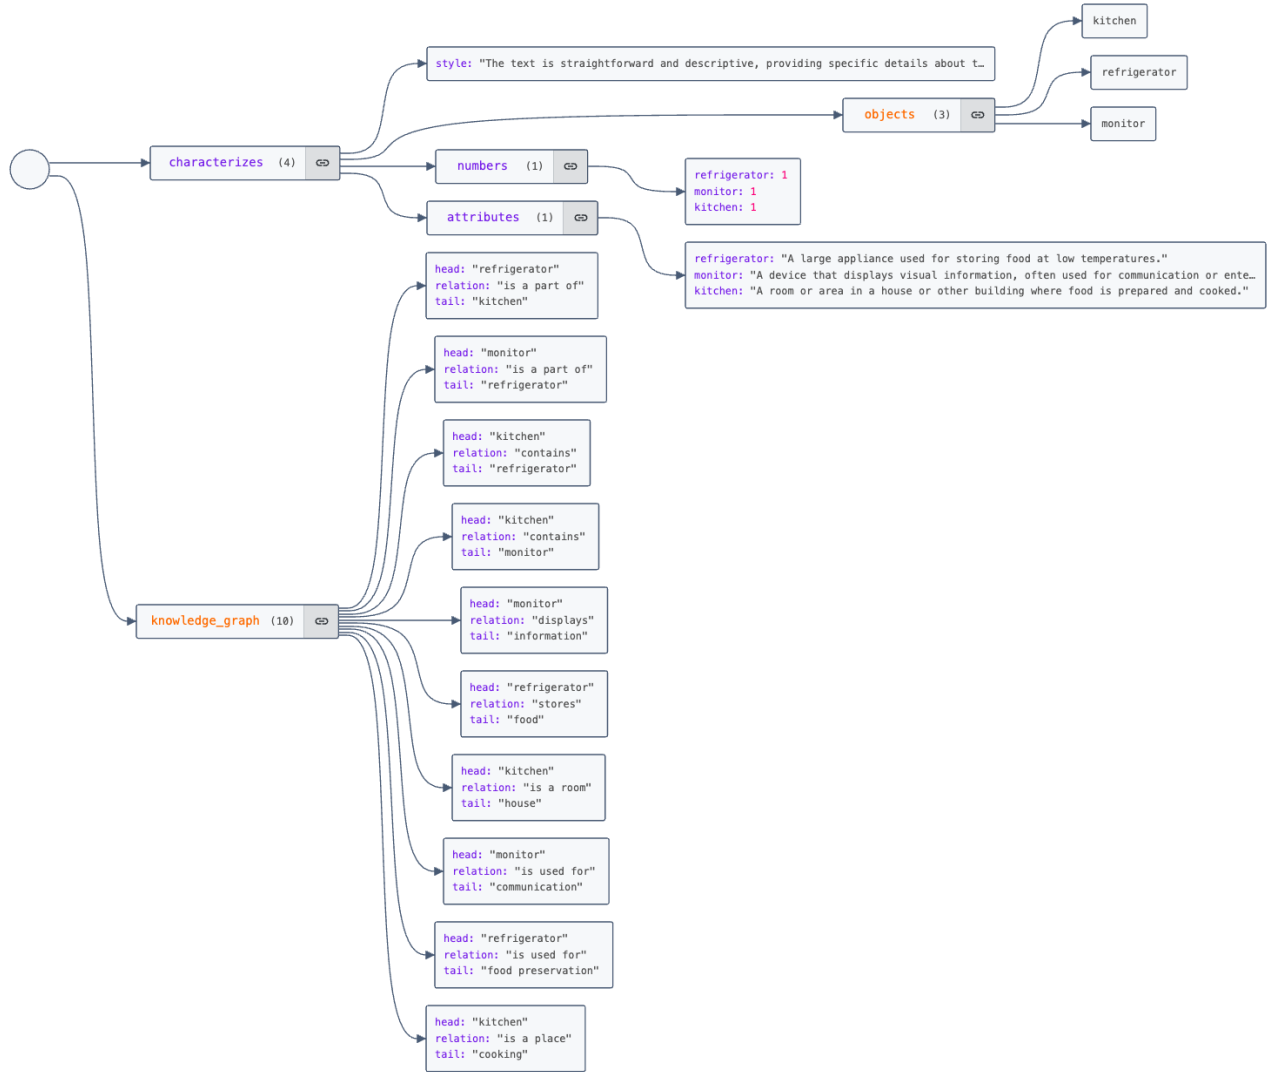 kitchen
style: "The text is straightforward and descriptive, providing specific details about t…
refrigerator
objects (3)
monitor
characterizes (4)
numbers (1)
refrigerator: 1
monitor: 1
kitchen: 1
attributes (1)
refrigerator: "A large appliance used for storing food at low temperatures."
monitor: "A device that displays visual information, often used for communication or ente…
kitchen: "A room or area in a house or other building where food is prepared and cooked."
head: "refrigerator"
relation: "is a part of"
tail: "kitchen"
head: "monitor"
relation: "is a part of"
tail: "refrigerator"
head: "kitchen"
relation: "contains"
tail: "refrigerator"
head: "kitchen"
relation: "contains"
tail: "monitor"
knowledge_graph (10)
head: "monitor"
relation: "displays"
tail: "information"
head: "refrigerator"
relation: "stores"
tail: "food"
head: "kitchen"
relation: "is a room"
tail: "house"
head: "monitor"
relation: "is used for"
tail: "communication"
head: "refrigerator"
relation: "is used for"
tail: "food preservation"
head: "kitchen"
relation: "is a place"
tail: "cooking"